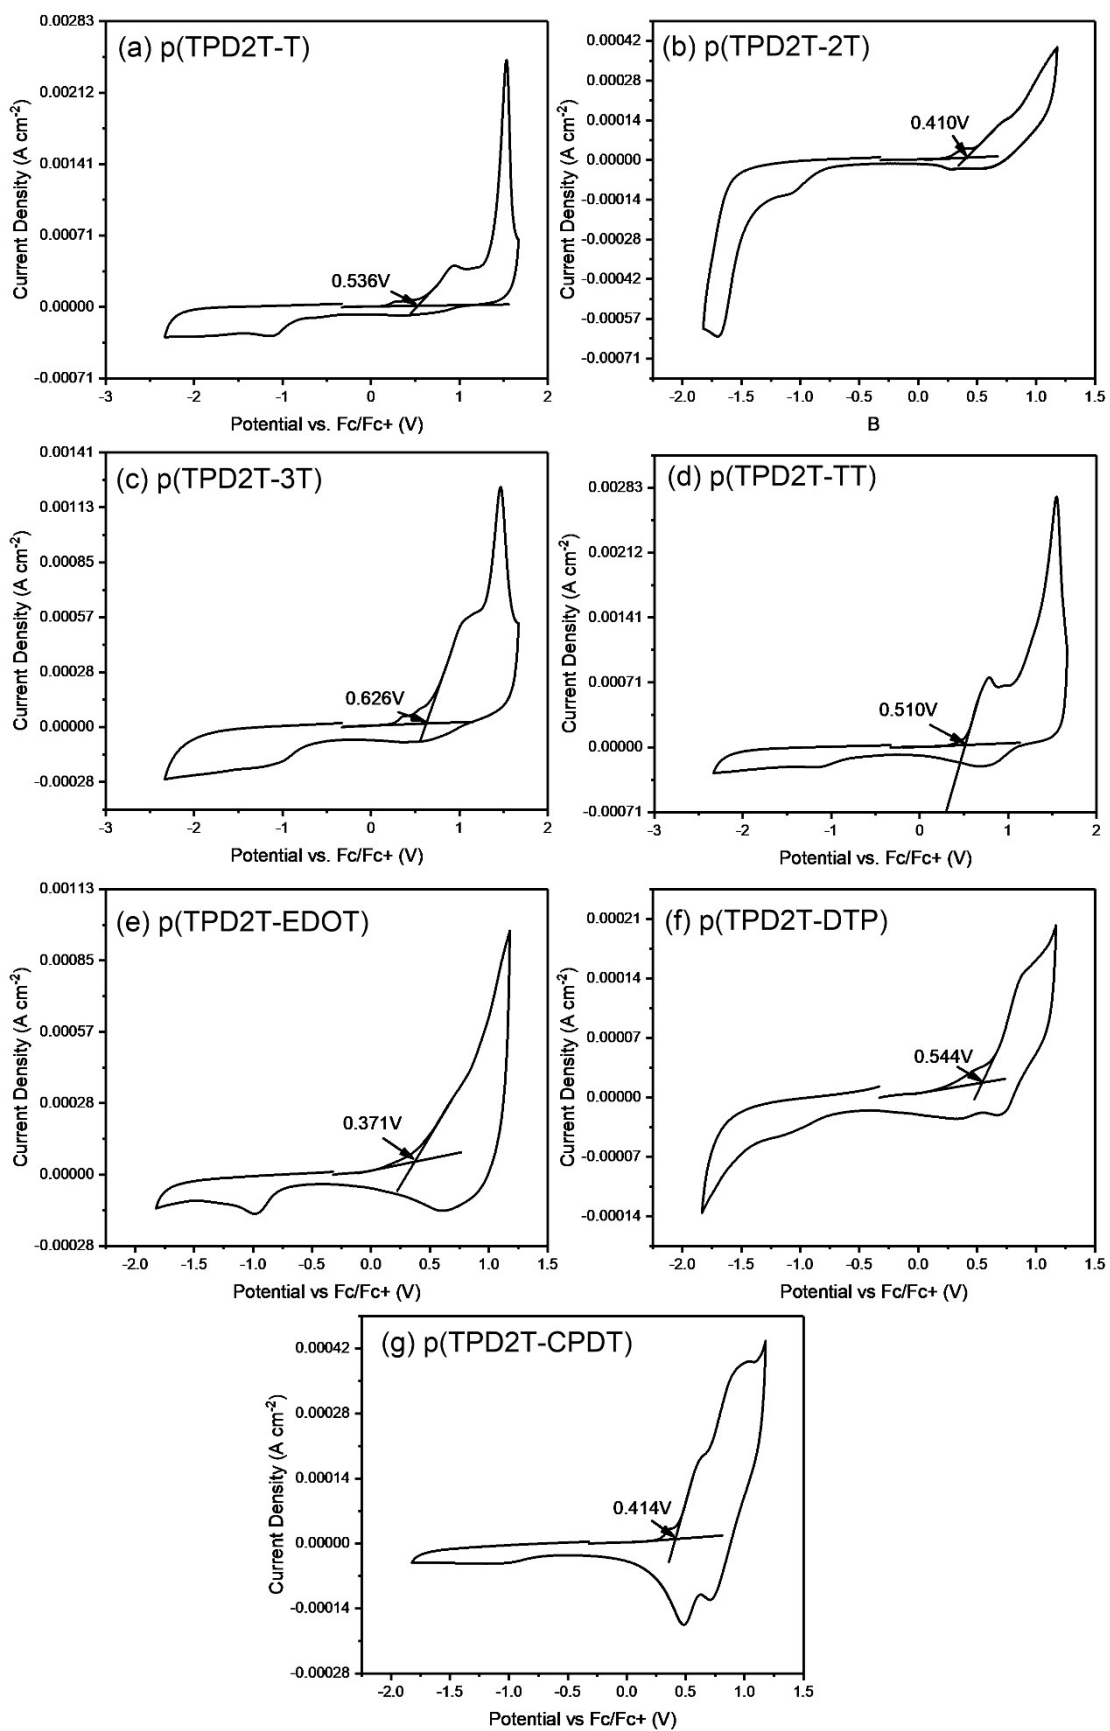 (a) p(TPD2T-T)
0.00283
0.00212
0.00141
0.00071
0.00000
-0.00071
Current Density (A cm-2)
0.536V
-3 -2 -1 0 1 2
Potential vs. Fc/Fc+ (V)
(b) p(TPD2T-2T)
0.00042
0.00028
0.00014
0.00000
-0.00014
-0.00028
-0.00042
-0.00057
-0.00071
Current Density (A cm-2)
0.410V
-2.0 -1.5 -1.0 -0.5 0.0 0.5 1.0 1.5
B
(c) p(TPD2T-3T)
0.00141
0.00113
0.00085
0.00057
0.00028
0.00000
-0.00028
Current Density (A cm-2)
0.626V
-3 -2 -1 0 1 2
Potential vs. Fc/Fc+ (V)
(d) p(TPD2T-TT)
0.00283
0.00212
0.00141
0.00071
0.00000
-0.00071
Current Density (A cm-2)
0.510V
-3 -2 -1 0 1 2
Potential vs. Fc/Fc+ (V)
(e) p(TPD2T-EDOT)
0.00113
0.00085
0.00057
0.00028
0.00000
-0.00028
Current Density (A cm-2)
0.371V
-2.0 -1.5 -1.0 -0.5 0.0 0.5 1.0 1.5
Potential vs Fc/Fc+ (V)
(f) p(TPD2T-DTP)
0.00021
0.00014
0.00007
0.00000
-0.00007
-0.00014
Current Density (A cm-2)
0.544V
-2.0 -1.5 -1.0 -0.5 0.0 0.5 1.0 1.5
Potential vs Fc/Fc+ (V)
(g) p(TPD2T-CPDT)
0.00042
0.00028
0.00014
0.00000
-0.00014
-0.00028
Current Density (A cm-2)
0.414V
-2.0 -1.5 -1.0 -0.5 0.0 0.5 1.0 1.5
Potential vs Fc/Fc+ (V)